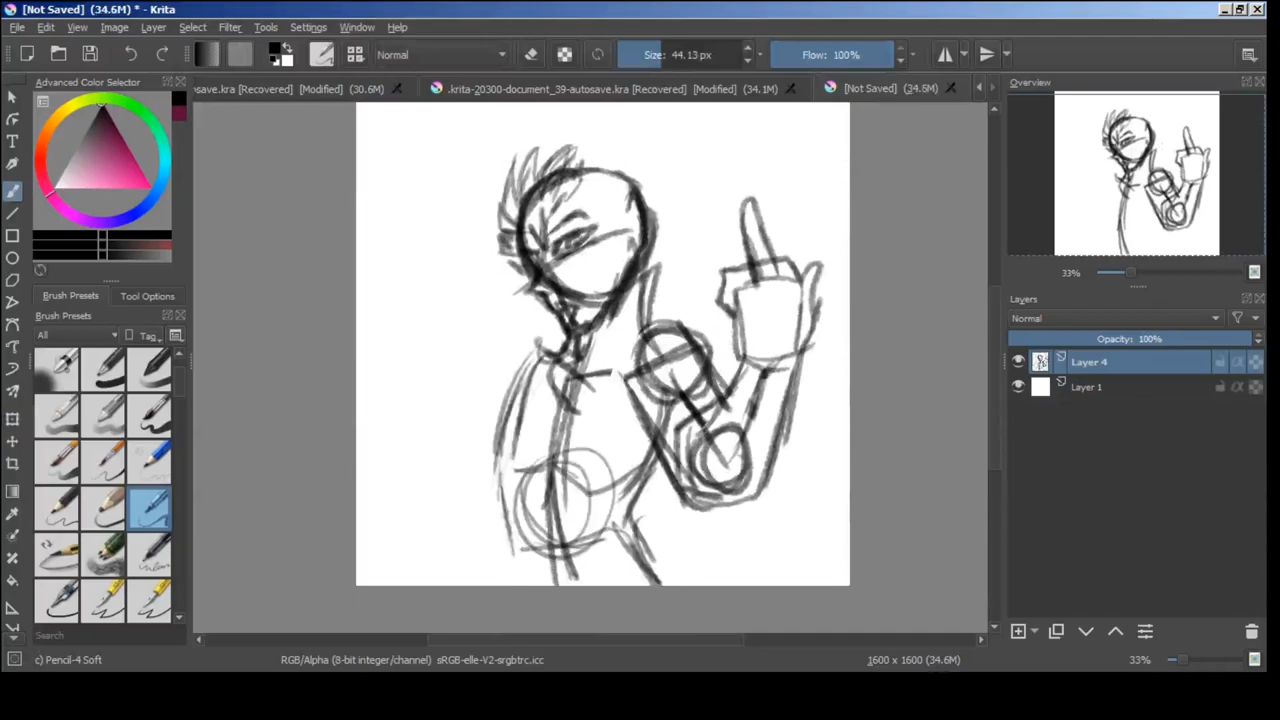 [Not Saved] (34.6M) * - Krita
File Edit View Image Layer Select Filter Tools Settings Window Help
Normal Size: 44.13 px Flow: 100%
Advanced Color Selector
save.kra [Recovered] [Modified] (30.6M) .krita-20300-document_39-autosave.kra [Recovered] [Modified] (34.1M) [Not Saved] (34.6M)
Overview
33%
Brush Presets Tool Options
Brush Presets
All Tag
Layers
Normal
Opacity: 100%
Layer 4
Layer 1
Search
c) Pencil-4 Soft RGB/Alpha (8-bit integer/channel) sRGB-elle-V2-srgbtrc.icc 1600 x 1600 (34.6M) 33%